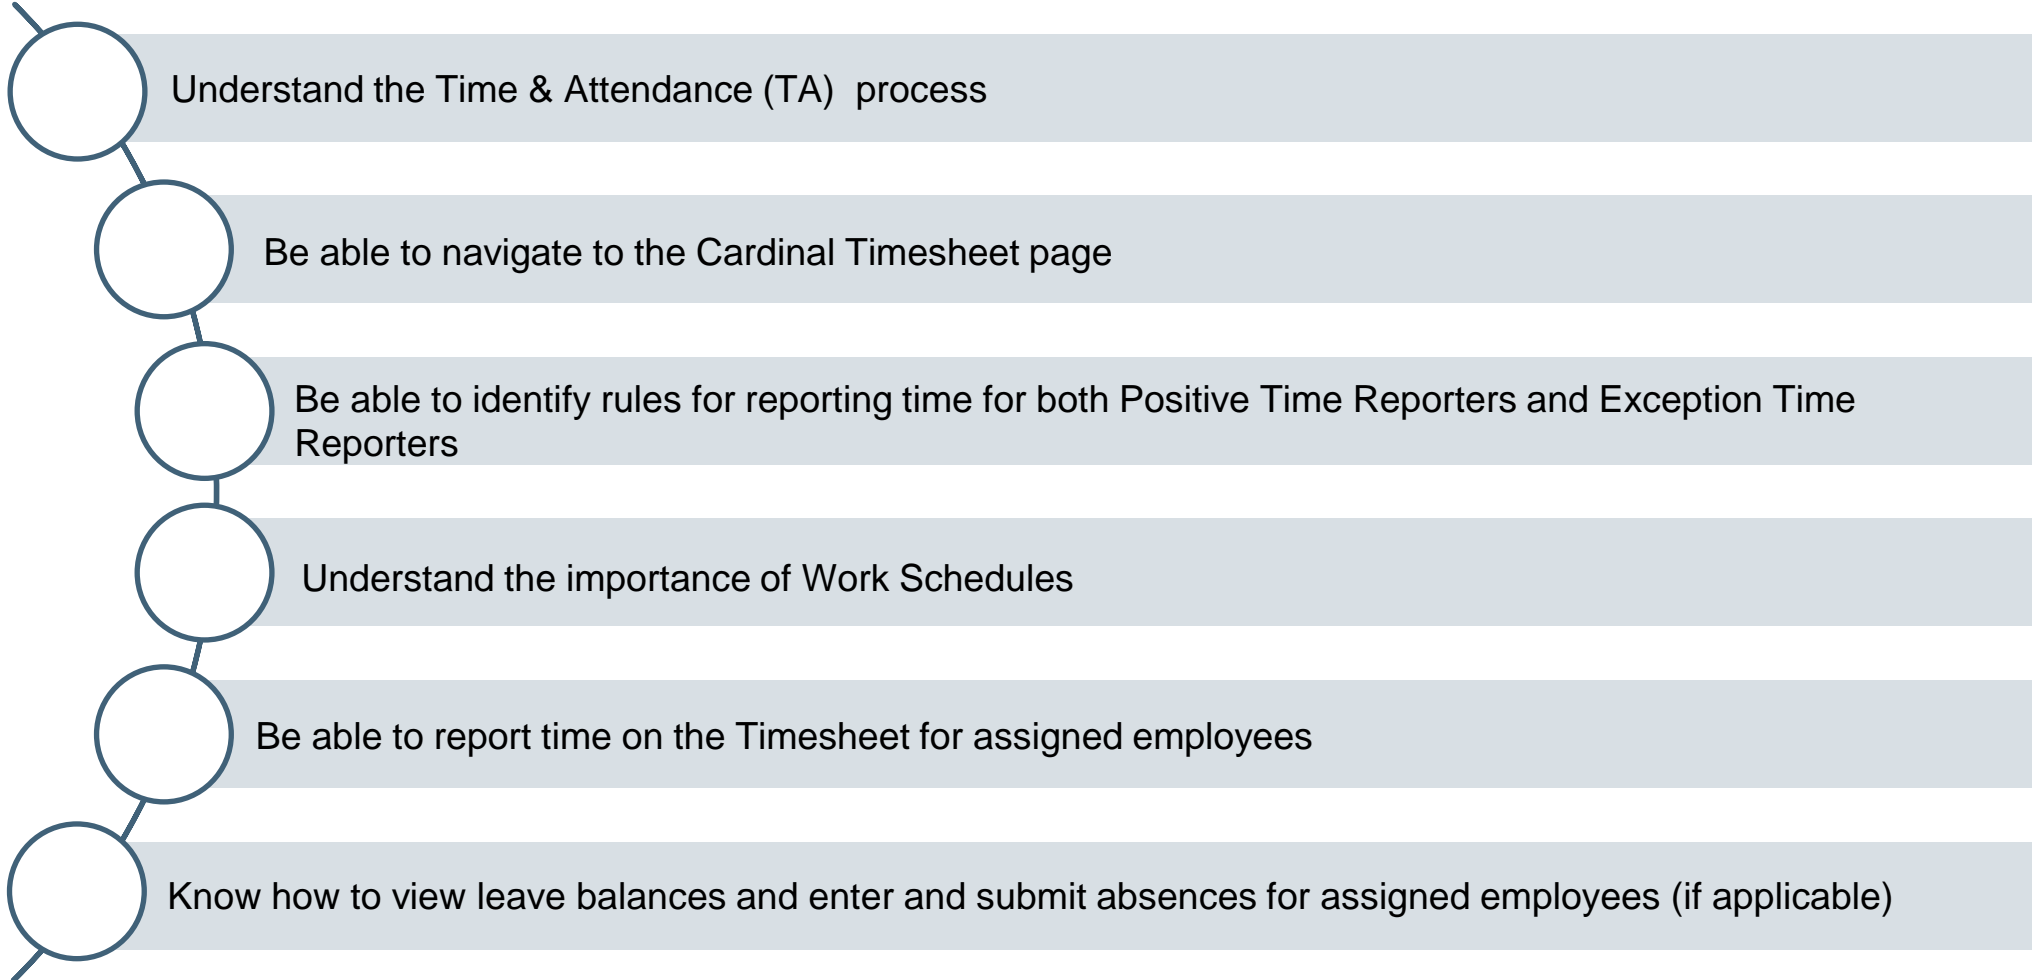 Understand the Time & Attendance (TA)  process
Be able to navigate to the Cardinal Timesheet page
Be able to identify rules for reporting time for both Positive Time Reporters and Exception Time
Reporters
Understand the importance of Work Schedules
Be able to report time on the Timesheet for assigned employees
Know how to view leave balances and enter and submit absences for assigned employees (if applicable)